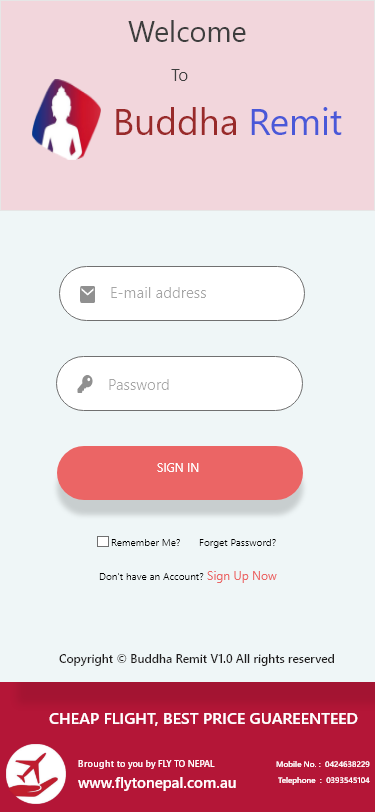 Welcome
To
Buddha Remit
E-mail address
Password
SIGN IN
Remember Me? Forget Password?
Don't have an Account? Sign Up Now
Copyright © Buddha Remit V1.0 All rights reserved
CHEAP FLIGHT, BEST PRICE GUAREENTEED
Brought to you by FLY TO NEPAL
www.flytonepal.com.au
Mobile No. : 0424638229
Telephone : 0393545104